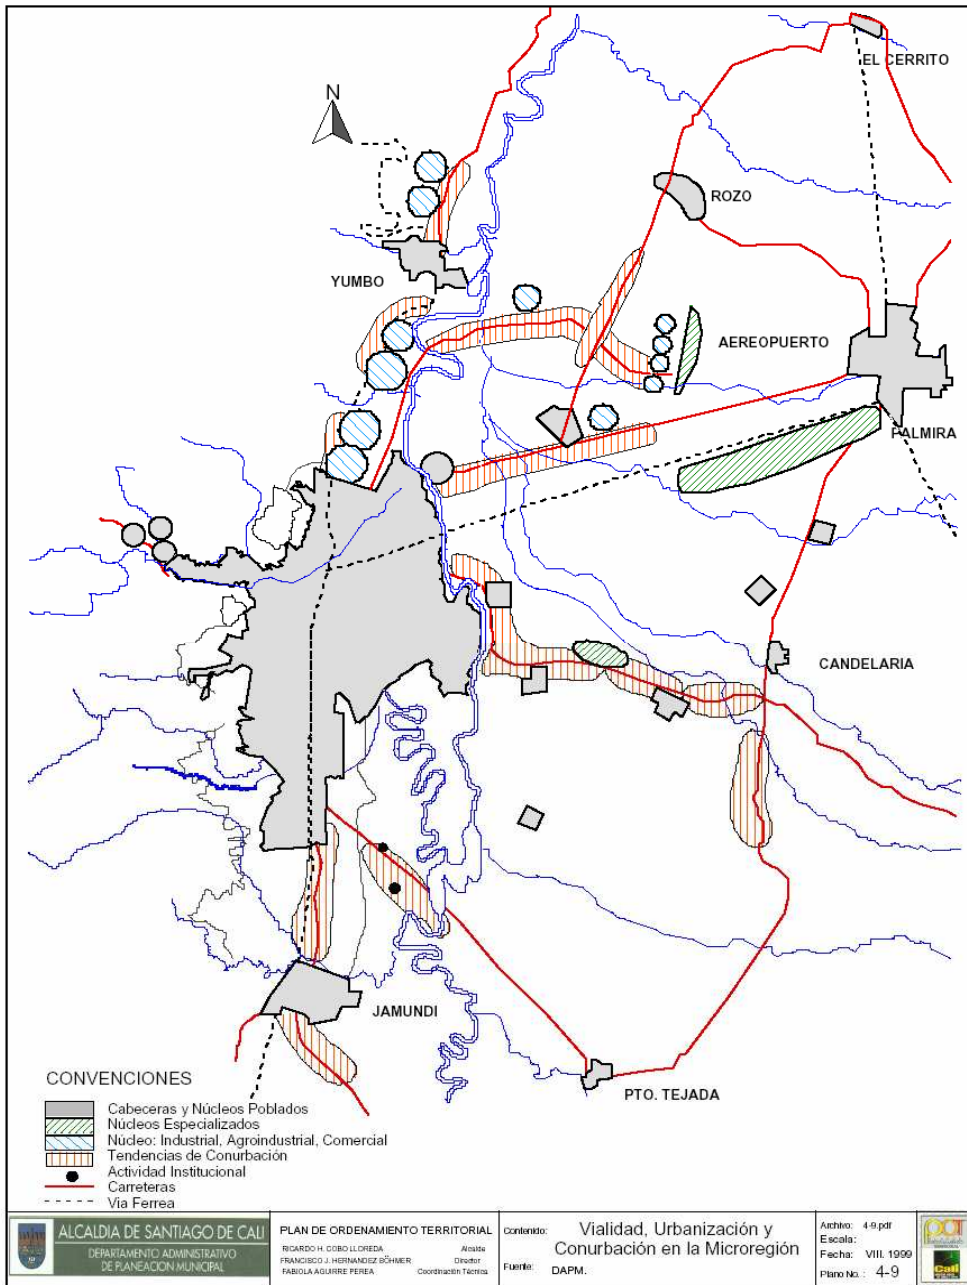 N
EL CERRITO
ROZO
YUMBO
AEREOPUERTO
PALMIRA
CANDELARIA
JAMUNDI
PTO. TEJADA
CONVENCIONES
Cabeceras y Núcleos Poblados
Núcleos Especializados
Núcleo: Industrial, Agroindustrial, Comercial
Tendencias de Conurbación
Actividad Institucional
Carreteras
Via Ferrea
ALCALDIA DE SANTIAGO DE CALI
DEPARTAMENTO ADMINISTRATIVO
DE PLANEACION MUNICIPAL
PLAN DE ORDENAMIENTO TERRITORIAL
RICARDO H. COBO LLOREDA Alcalde
FRANCISCO J. HERNANDEZ BÖHMER Director
FABIOLA AGUIRRE PEREA Coordinación Técnica
Contenido: Vialidad, Urbanización y
Conurbación en la Microregión
Fuente: DAPM.
Archivo: 4-9.pdf
Escala:
Fecha: VIII. 1999
Plano No.: 4-9
POT
Cali